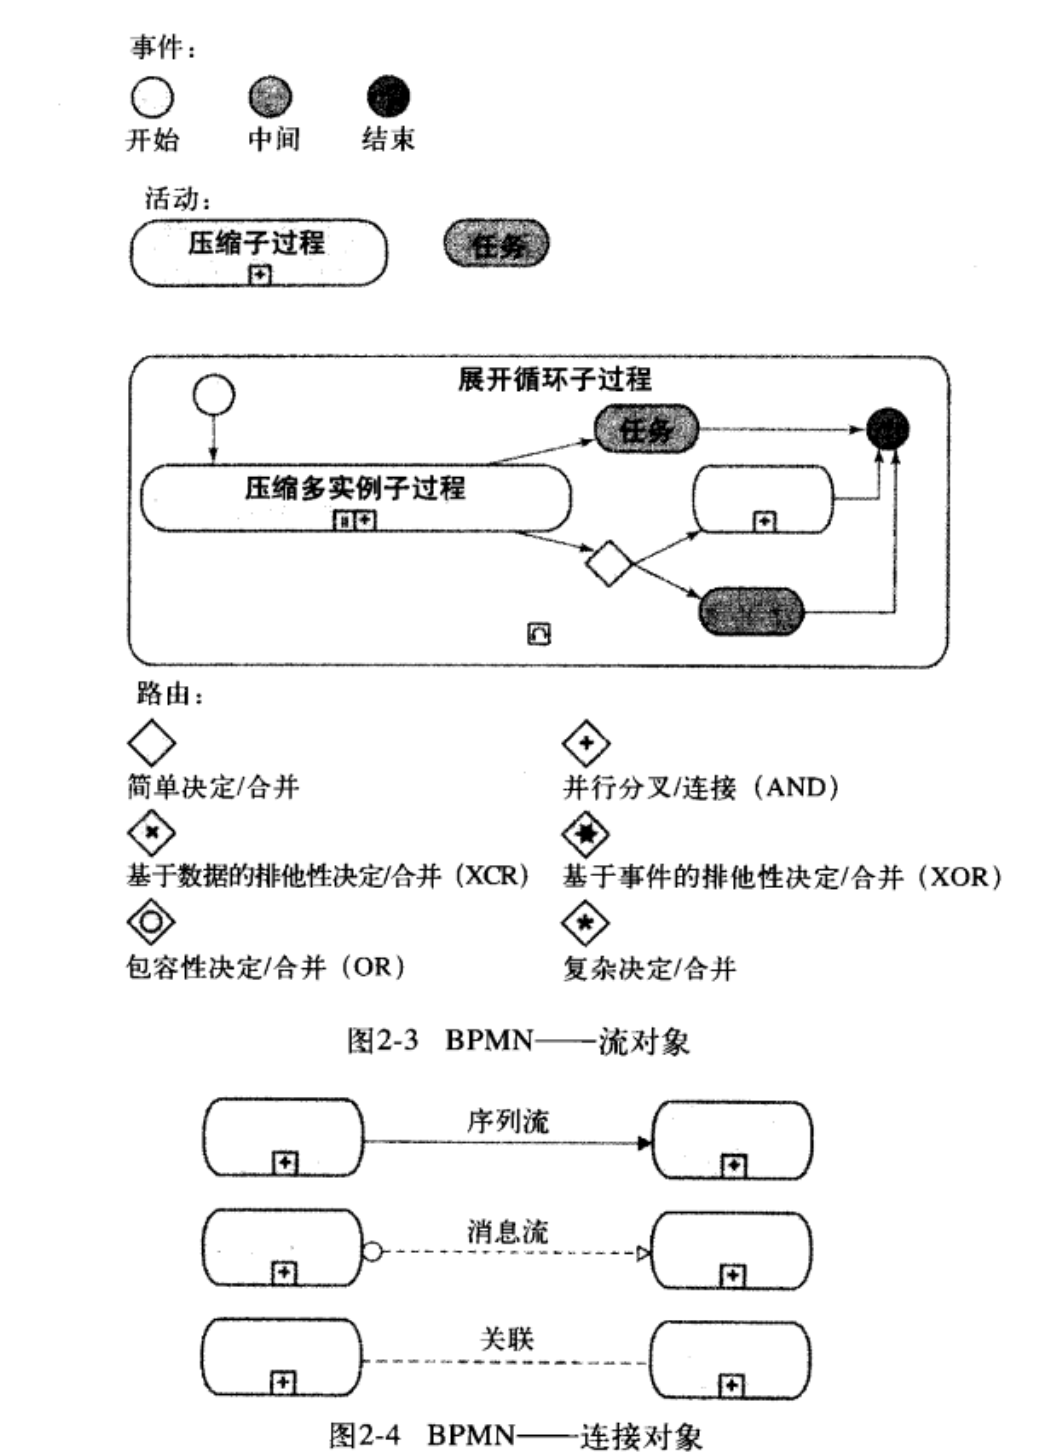 事件：
开始 中间 结束
活动：
压缩子过程 任务
展开循环子过程
任务
压缩多实例子过程
路由：
简单决定/合并 并行分叉/连接（AND）
基于数据的排他性决定/合并（XCR） 基于事件的排他性决定/合并（XOR）
包容性决定/合并（OR） 复杂决定/合并
图2-3 BPMN——流对象
序列流
消息流
关联
图2-4 BPMN——连接对象